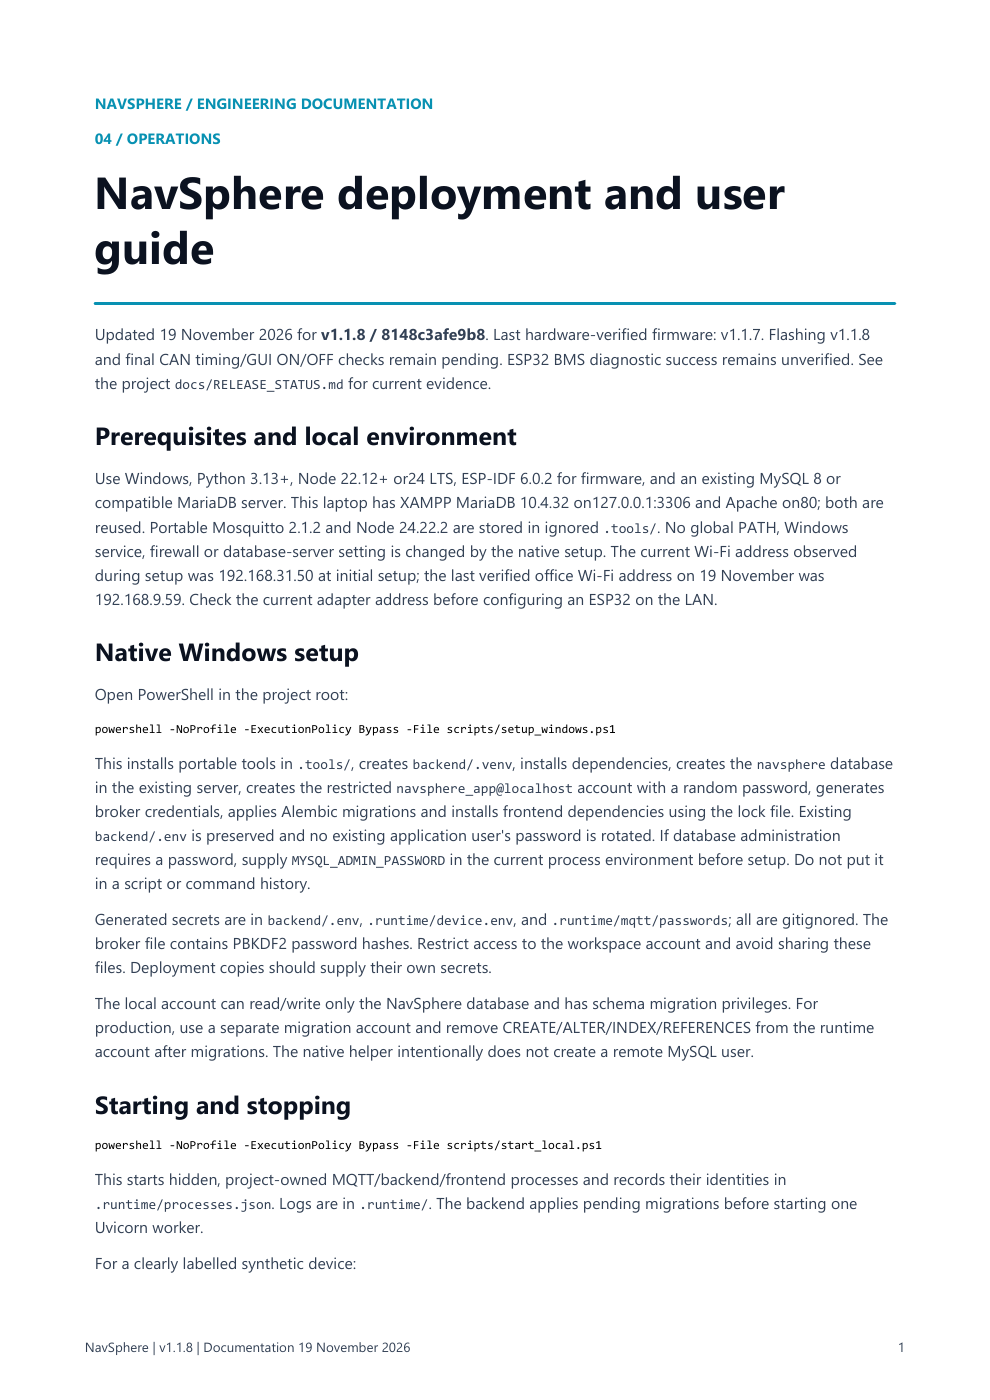 NAVSPHERE / ENGINEERING DOCUMENTATION
04 / OPERATIONS
NavSphere deployment and user
guide
Updated 19 November 2026 for v1.1.8 / 8148c3afe9b8. Last hardware-verified firmware: v1.1.7. Flashing v1.1.8
and final CAN timing/GUI ON/OFF checks remain pending. ESP32 BMS diagnostic success remains unverified. See
the project docs/RELEASE_STATUS.md for current evidence.
Prerequisites and local environment
Use Windows, Python 3.13+, Node 22.12+ or24 LTS, ESP-IDF 6.0.2 for firmware, and an existing MySQL 8 or
compatible MariaDB server. This laptop has XAMPP MariaDB 10.4.32 on127.0.0.1:3306 and Apache on80; both are
reused. Portable Mosquitto 2.1.2 and Node 24.22.2 are stored in ignored .tools/. No global PATH, Windows
service, firewall or database-server setting is changed by the native setup. The current Wi-Fi address observed
during setup was 192.168.31.50 at initial setup; the last verified office Wi-Fi address on 19 November was
192.168.9.59. Check the current adapter address before configuring an ESP32 on the LAN.
Native Windows setup
Open PowerShell in the project root:
powershell -NoProfile -ExecutionPolicy Bypass -File scripts/setup_windows.ps1
This installs portable tools in .tools/, creates backend/.venv, installs dependencies, creates the navsphere database
in the existing server, creates the restricted navsphere_app@localhost account with a random password, generates
broker credentials, applies Alembic migrations and installs frontend dependencies using the lock file. Existing
backend/.env is preserved and no existing application user's password is rotated. If database administration
requires a password, supply MYSQL_ADMIN_PASSWORD in the current process environment before setup. Do not put it
in a script or command history.
Generated secrets are in backend/.env, .runtime/device.env, and .runtime/mqtt/passwords; all are gitignored. The
broker file contains PBKDF2 password hashes. Restrict access to the workspace account and avoid sharing these
files. Deployment copies should supply their own secrets.
The local account can read/write only the NavSphere database and has schema migration privileges. For
production, use a separate migration account and remove CREATE/ALTER/INDEX/REFERENCES from the runtime
account after migrations. The native helper intentionally does not create a remote MySQL user.
Starting and stopping
powershell -NoProfile -ExecutionPolicy Bypass -File scripts/start_local.ps1
This starts hidden, project-owned MQTT/backend/frontend processes and records their identities in
.runtime/processes.json. Logs are in .runtime/. The backend applies pending migrations before starting one
Uvicorn worker.
For a clearly labelled synthetic device:
NavSphere | v1.1.8 | Documentation 19 November 2026
1